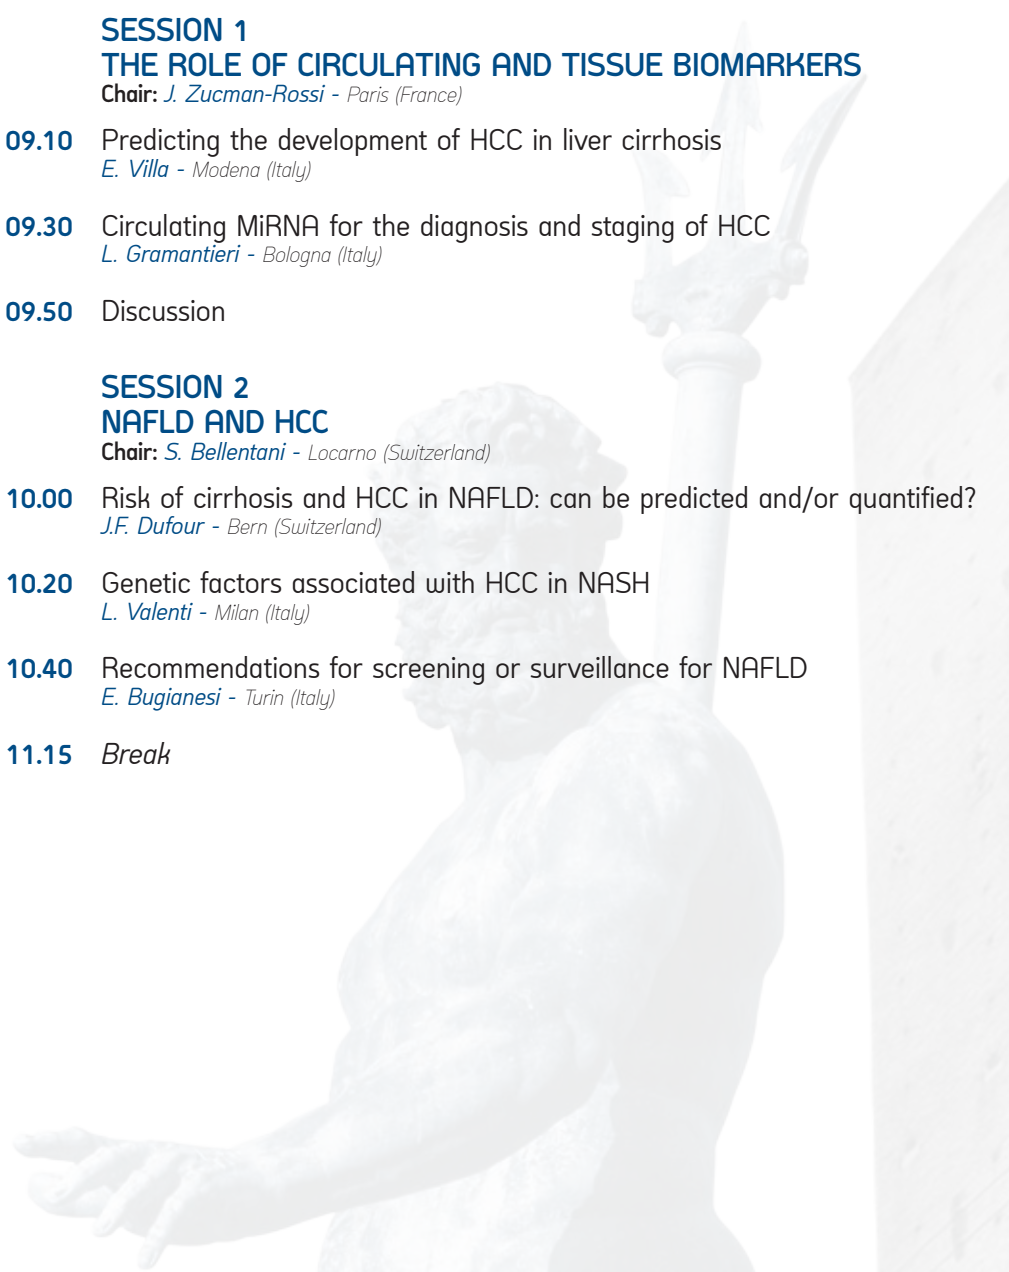 SESSION 1
THE ROLE OF CIRCULATING AND TISSUE BIOMARKERS
Chair: J. Zucman-Rossi - Paris (France)
09.10 Predicting the development of HCC in liver cirrhosis
E. Villa - Modena (Italy)
09.30 Circulating MiRNA for the diagnosis and staging of HCC
L. Gramantieri - Bologna (Italy)
09.50 Discussion
SESSION 2
NAFLD AND HCC
Chair: S. Bellentani - Locarno (Switzerland)
10.00 Risk of cirrhosis and HCC in NAFLD: can be predicted and/or quantified?
J.F. Dufour - Bern (Switzerland)
10.20 Genetic factors associated with HCC in NASH
L. Valenti - Milan (Italy)
10.40 Recommendations for screening or surveillance for NAFLD
E. Bugianesi - Turin (Italy)
11.15 Break